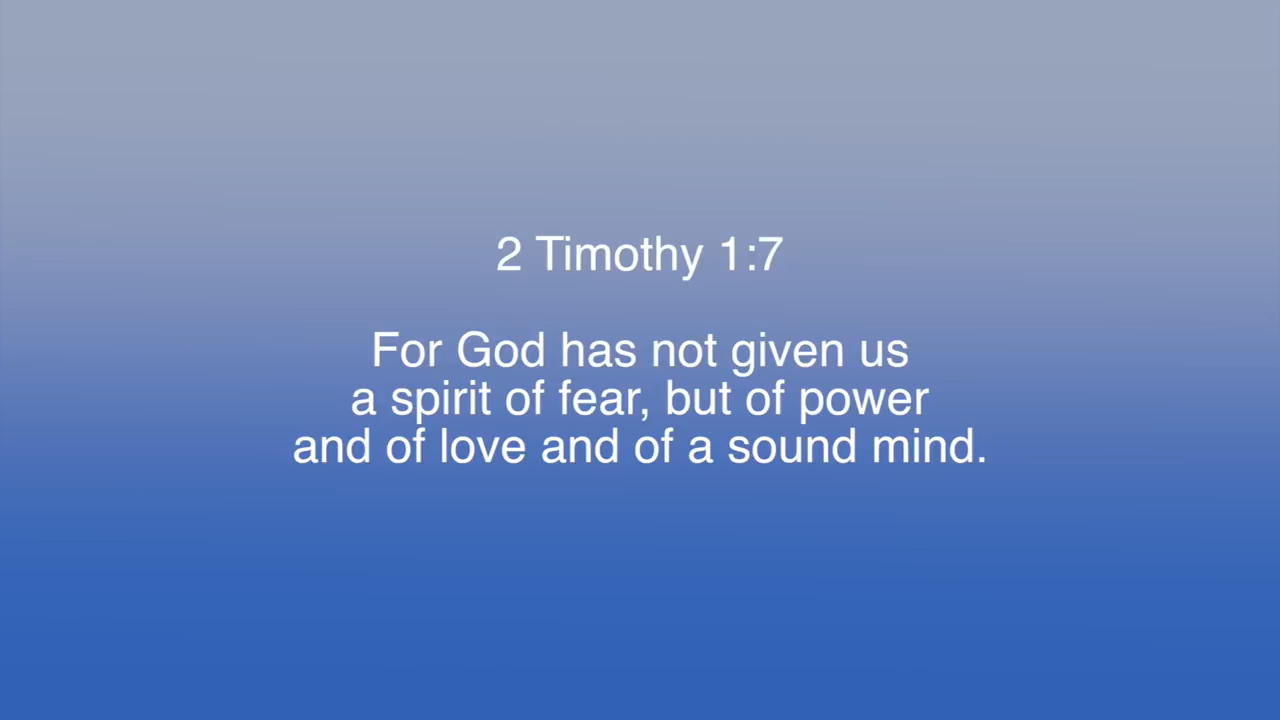 2 Timothy 1:7
For God has not given us
a spirit of fear, but of power
and of love and of a sound mind.